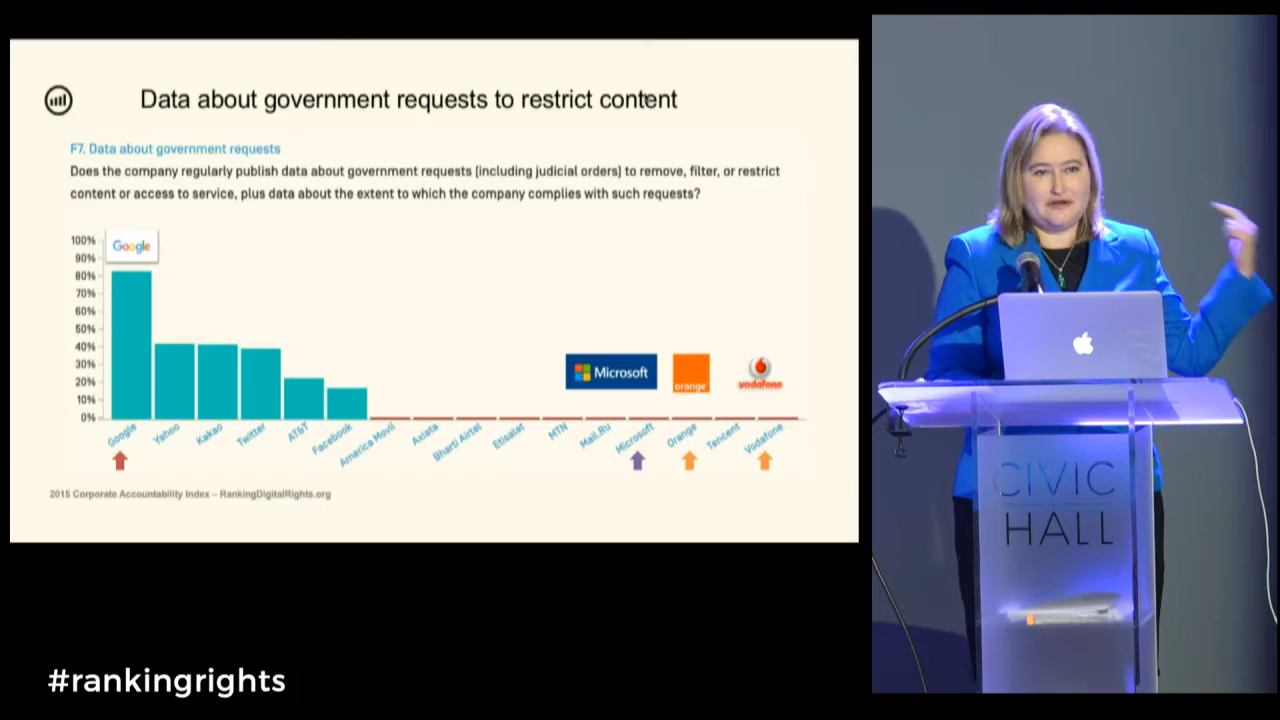 Data about government requests to restrict content
F7. Data about government requests
Does the company regularly publish data about government requests (including judicial orders) to remove, filter, or restrict
content or access to service, plus data about the extent to which the company complies with such requests?
100%
90%
80%
70%
60%
50%
40%
30%
20%
10%
0%
Google
Microsoft
orange
vodafone
Google
Yahoo
Kakao
Twitter
AT&T
Facebook
America Movil
Axiata
Bharti Airtel
Etisalat
MTN
Mail.Ru
Microsoft
Orange
Tencent
Vodafone
2015 Corporate Accountability Index – RankingDigitalRights.org
CIVIC
HALL
#rankingrights